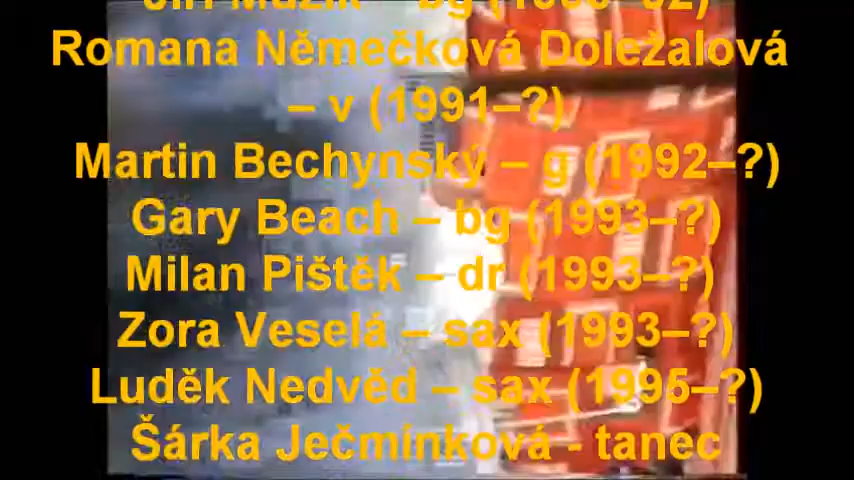 – bg (
Romana Němečková Doležalová
– v (1991–?)
Martin Bechynský – g (1992–?)
Gary Beach – bg (1993–?)
Milan Pištěk – dr (1993–?)
Zora Veselá – sax (1993–?)
Luděk Nedvěd – sax (1995–?)
Šárka Ječmínková - tanec